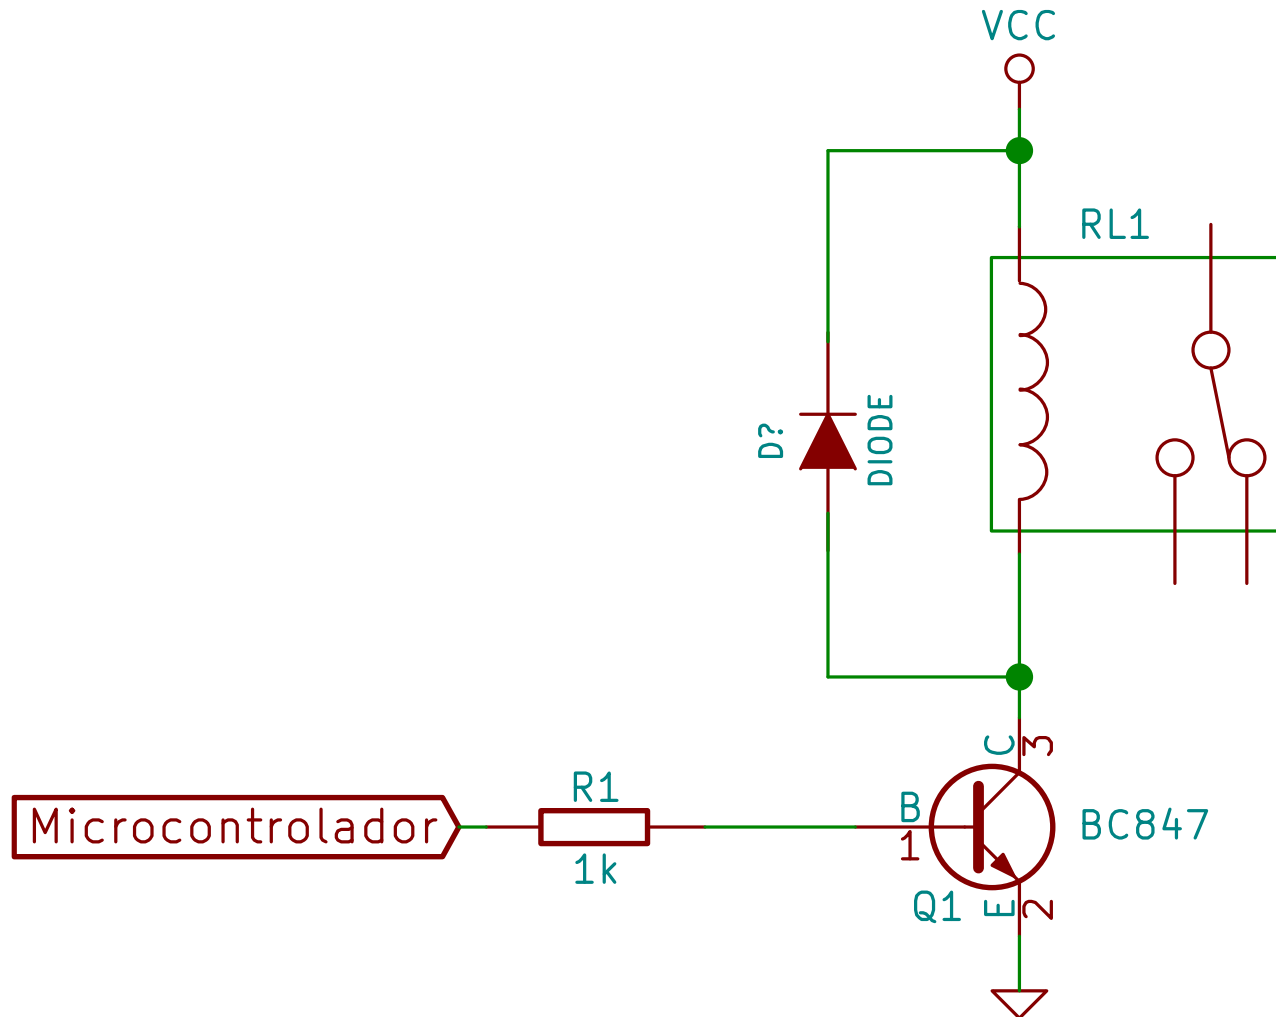 VCC
RL1
D?
DIODE
C
3
Microcontrolador
R1
1k
B
1
BC847
Q1
E
2